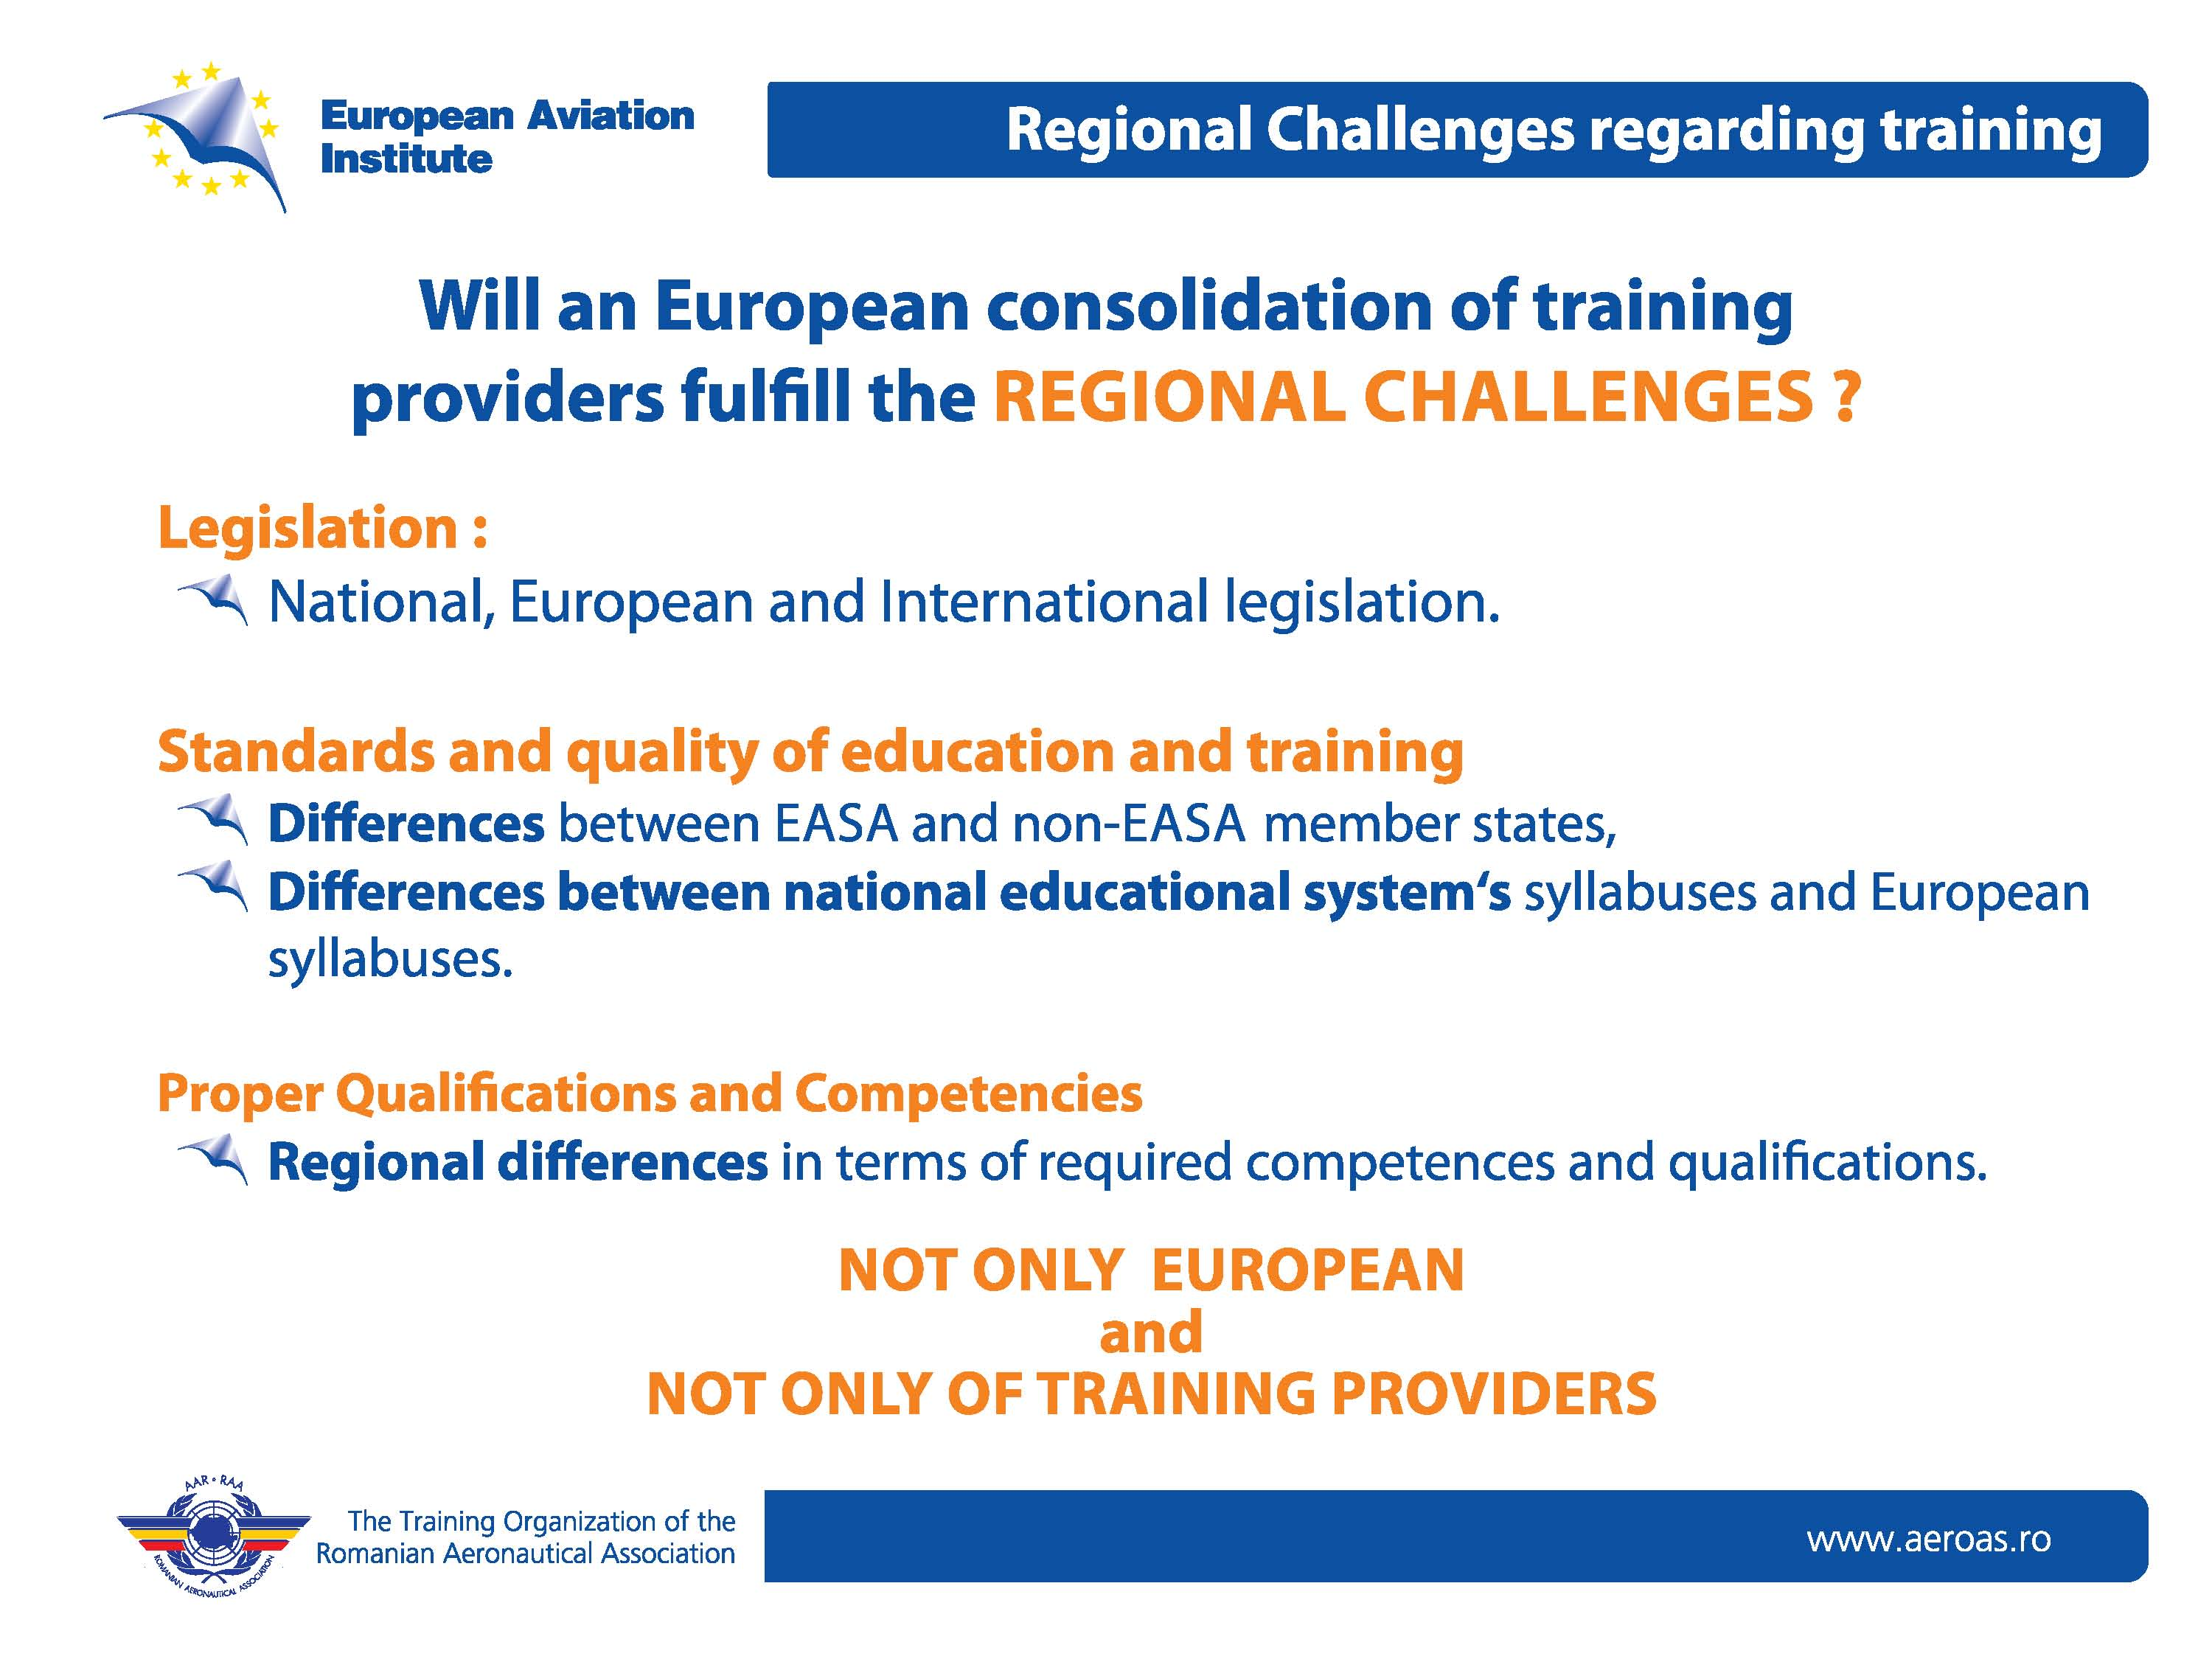 European Aviation
Institute
Regional Challenges regarding training
Will an European consolidation of training
providers fulfill the REGIONAL CHALLENGES ?
Legislation :
National, European and International legislation.
Standards and quality of education and training
Differences between EASA and non-EASA member states,
Differences between national educational system‘s syllabuses and European
syllabuses.
Proper Qualifications and Competencies
Regional differences in terms of required competences and qualifications.
NOT ONLY EUROPEAN
and
NOT ONLY OF TRAINING PROVIDERS
AAR • RAA
ROMANIAN AERONAUTICAL ASSOCIATION
The Training Organization of the
Romanian Aeronautical Association
www.aeroas.ro